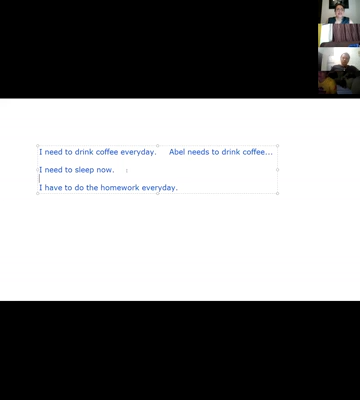 I need to drink coffee everyday. Abel needs to drink coffee...
I need to sleep now.
I have to do the homework everyday.